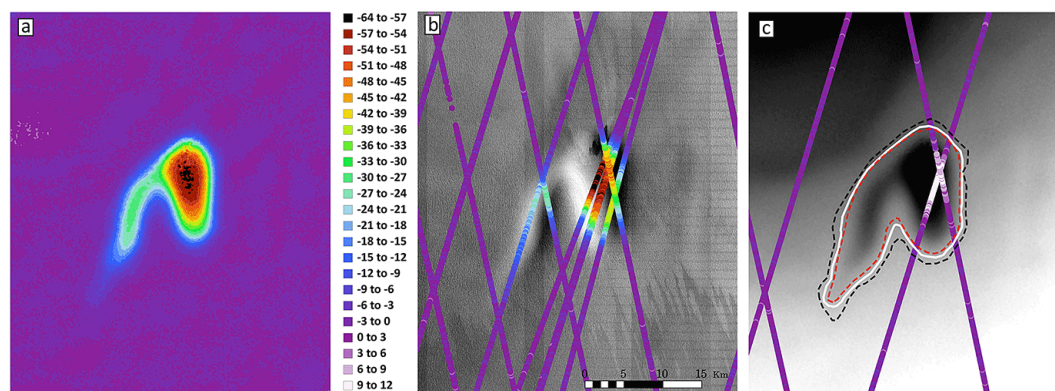 a
-64 to -57
-57 to -54
-54 to -51
-51 to -48
-48 to -45
-45 to -42
-42 to -39
-39 to -36
-36 to -33
-33 to -30
-30 to -27
-27 to -24
-24 to -21
-21 to -18
-18 to -15
-15 to -12
-12 to -9
-9 to -6
-6 to -3
-3 to 0
0 to 3
3 to 6
6 to 9
9 to 12
b
0 5 10 15 Km
c